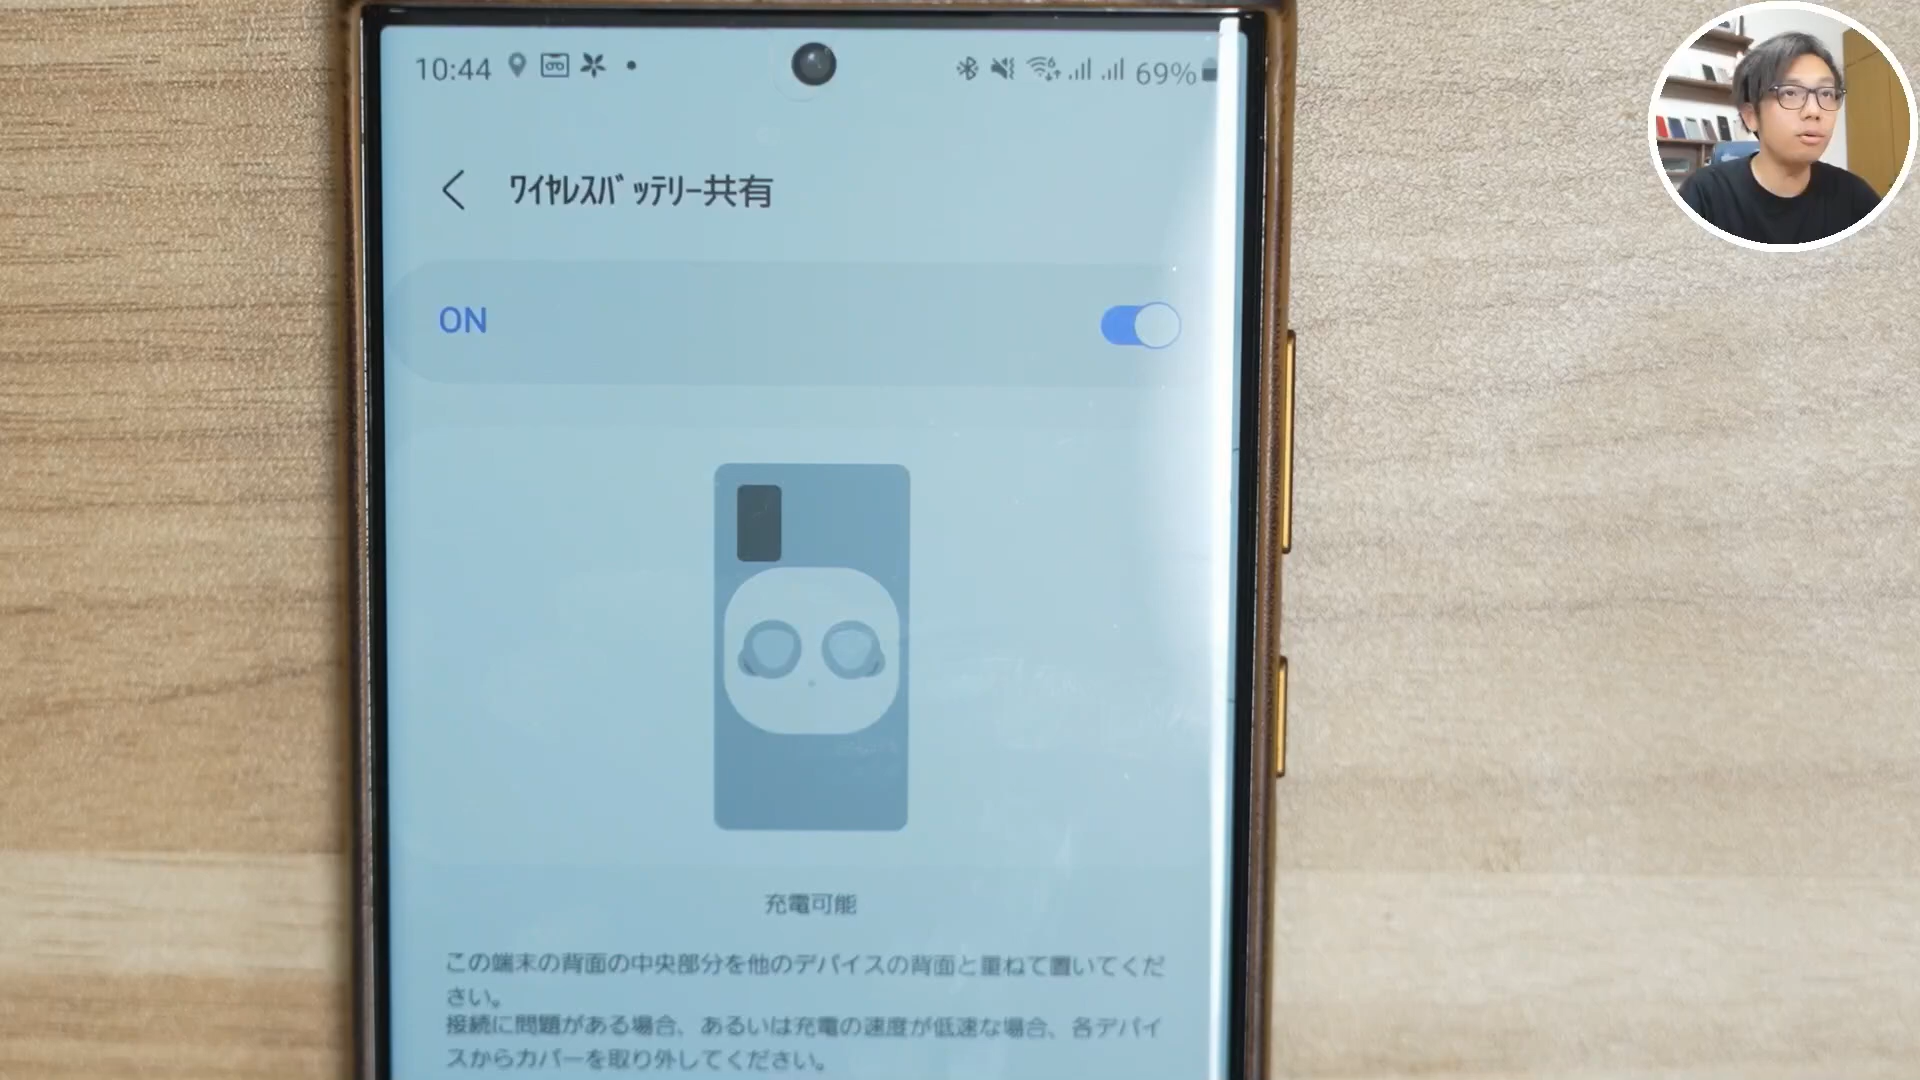 10:44
69%
ﾜｲﾔﾚｽﾊﾞｯﾃﾘｰ共有
ON
充電可能
この端末の背面の中央部分を他のデバイスの背面と重ねて置いてくだ
さい。
接続に問題がある場合、あるいは充電の速度が低速な場合、各デバイ
スからカバーを取り外してください。